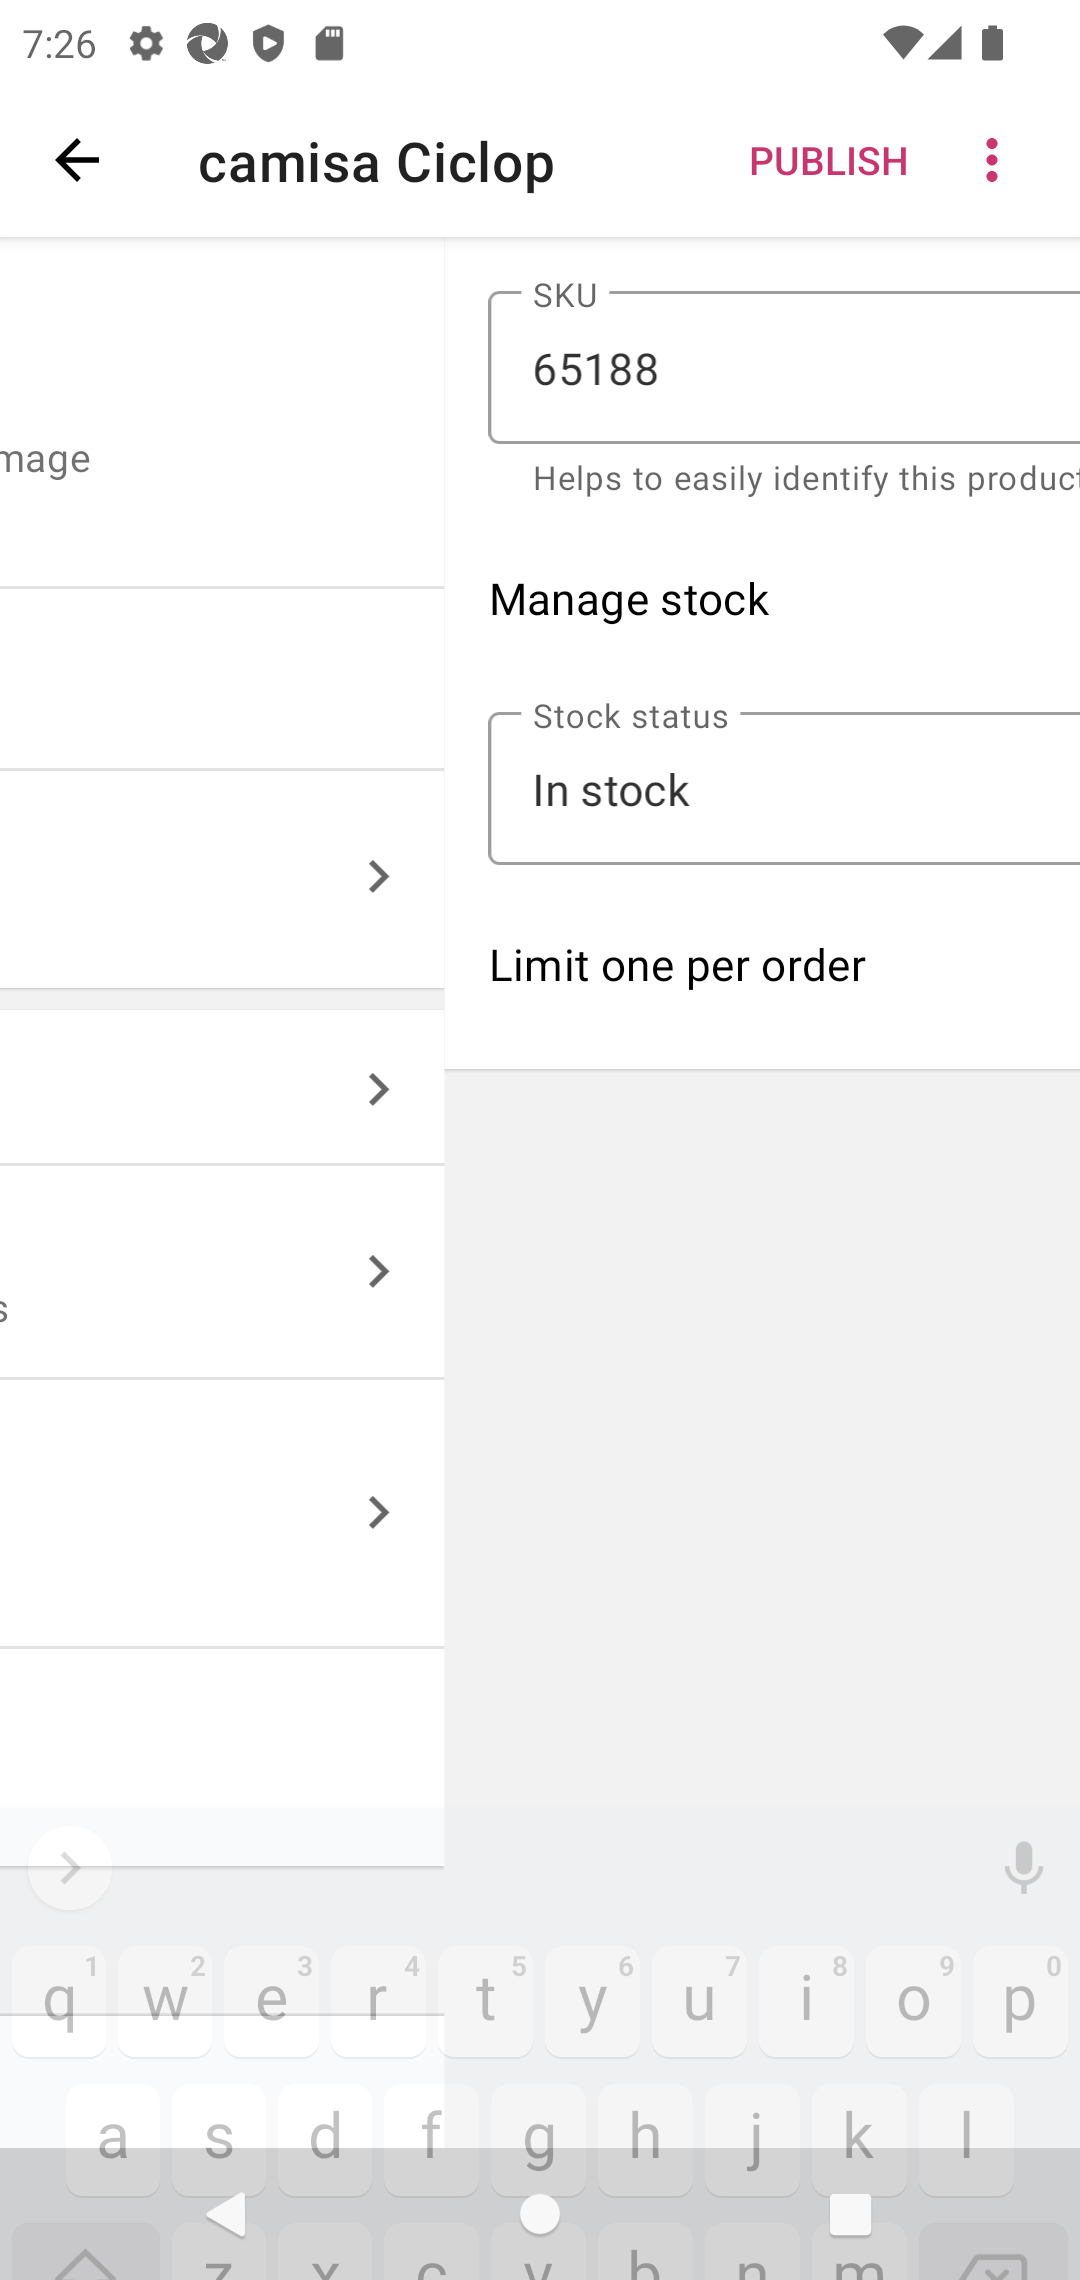 7:26
camisa Ciclop
PUBLISH
SKU
65188
mage
Helps to easily identify this product
Manage stock
Stock status
In stock
Limit one per order
s
1 2 3 4 5 6 7 8 9 0
q w e r t y u i o p
a s d f g h j k l
z x c v b n m